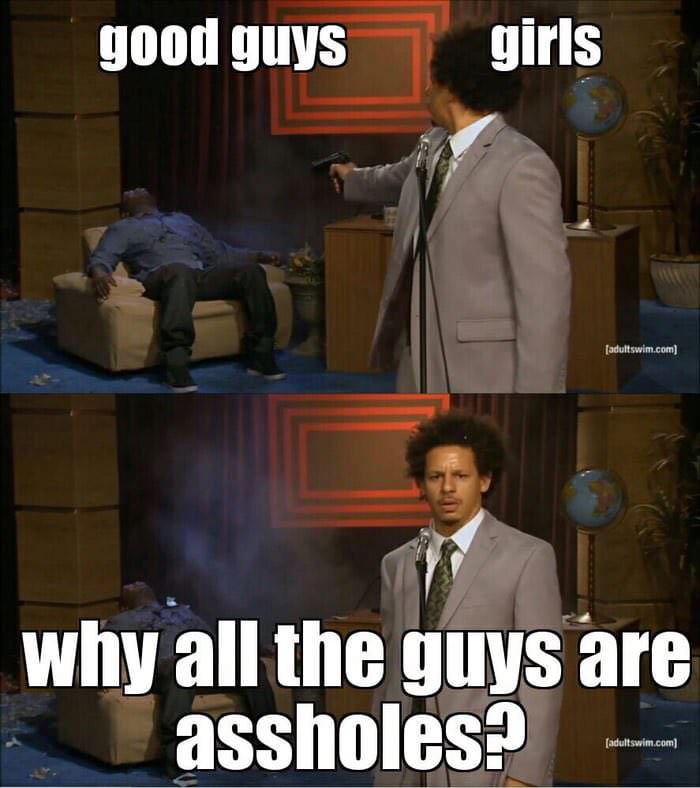 good guys girls
[adultswim.com]
why all the guys are
assholes?
[adultswim.com]